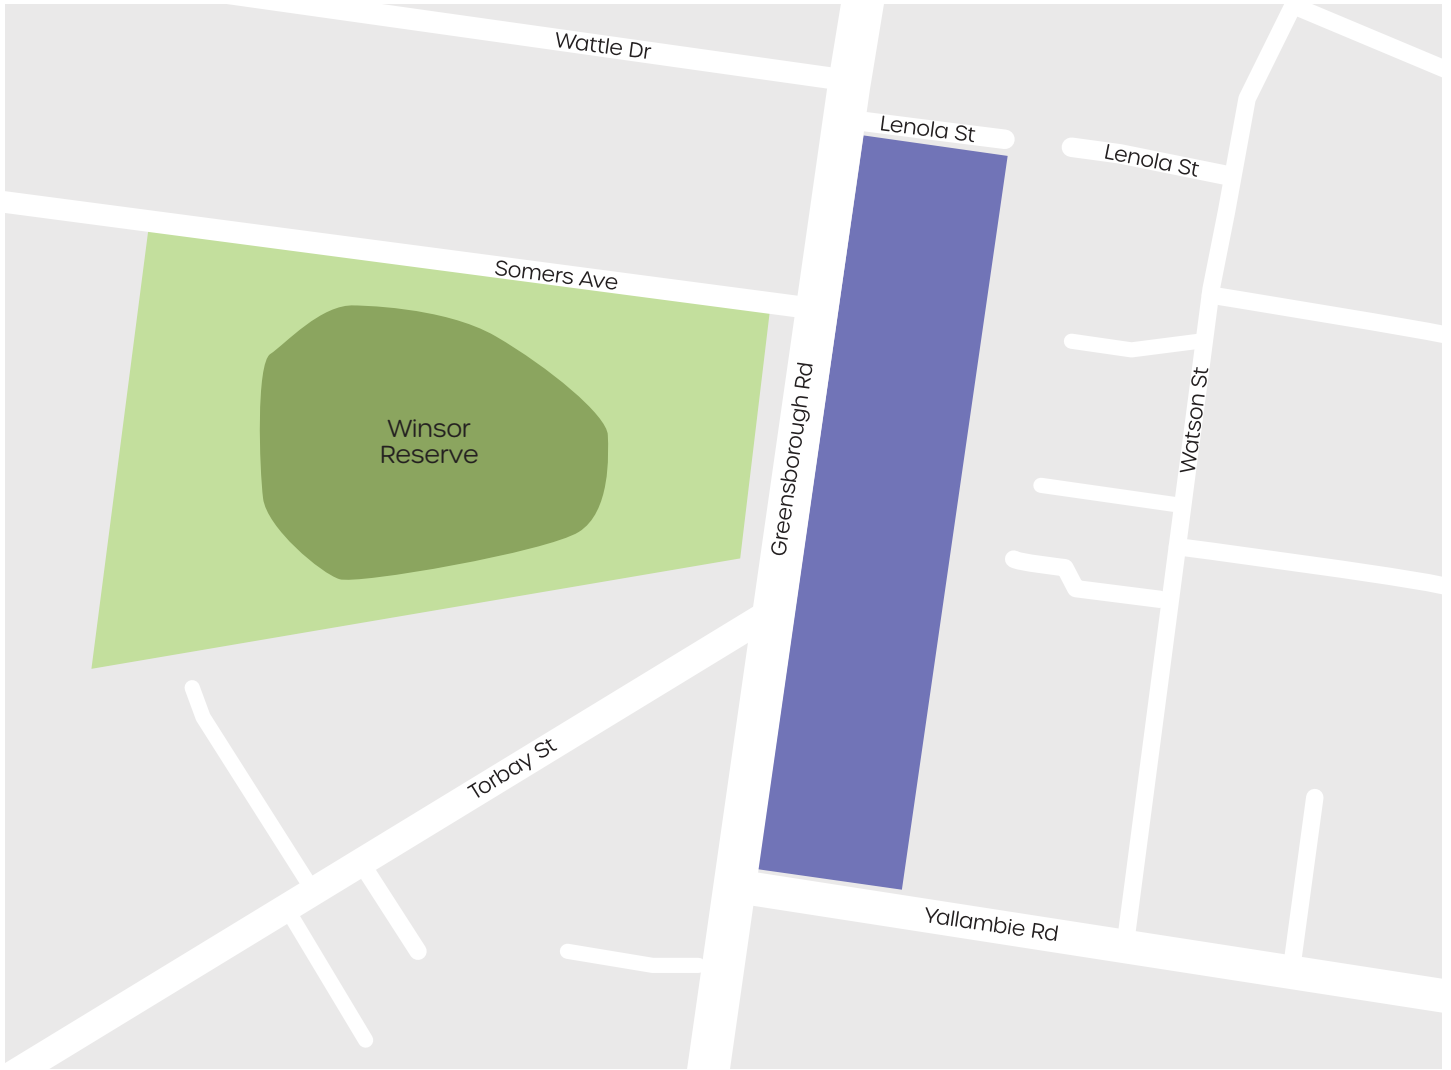 Wattle Dr
Lenola St
Lenola St
Somers Ave
Greensborough Rd
Watson St
Winsor
Reserve
Torbay St
Yallambie Rd